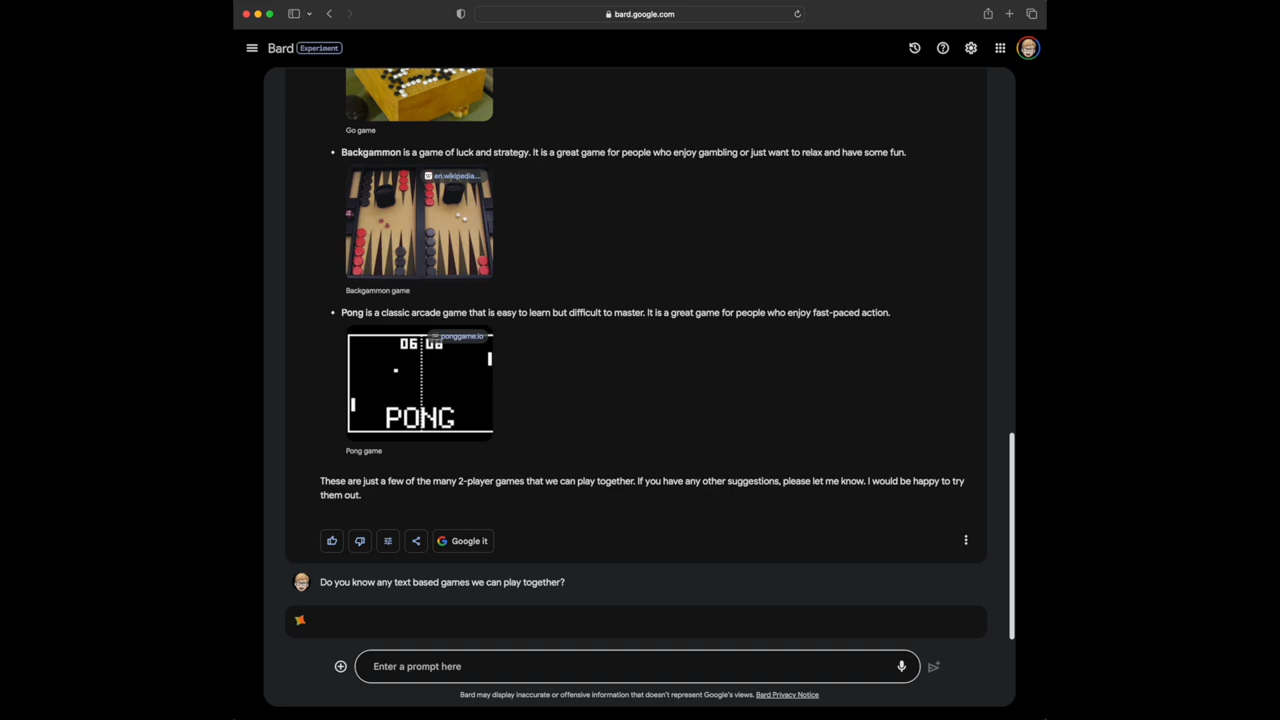 bard.google.com
Bard Experiment
Go game
Backgammon is a game of luck and strategy. It is a great game for people who enjoy gambling or just want to relax and have some fun.
W en.wikipedia....
Backgammon game
Pong is a classic arcade game that is easy to learn but difficult to master. It is a great game for people who enjoy fast-paced action.
ponggame.io
06 08
PONG
Pong game
These are just a few of the many 2-player games that we can play together. If you have any other suggestions, please let me know. I would be happy to try
them out.
Google it
Do you know any text based games we can play together?
Enter a prompt here
Bard may display inaccurate or offensive information that doesn't represent Google's views. Bard Privacy Notice